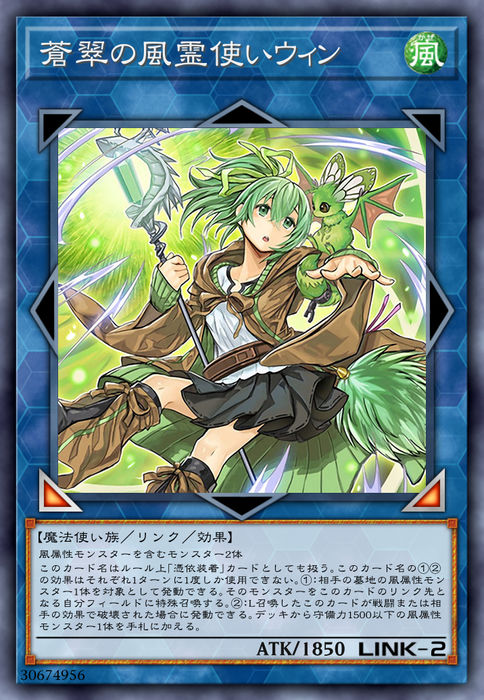 蒼翠の風霊使いウィン
かぜ
風
【魔法使い族／リンク／効果】
風属性モンスターを含むモンスター2体
このカード名はルール上「憑依装着」カードとしても扱う。このカード名の①②
の効果はそれぞれ1ターンに1度しか使用できない。①：相手の墓地の風属性モン
スター1体を対象として発動できる。そのモンスターをこのカードのリンク先と
なる自分フィールドに特殊召喚する。②：L召喚したこのカードが戦闘または相手
の効果で破壊された場合に発動できる。デッキから守備力1500以下の風属性
モンスター1体を手札に加える。
ATK/1850 LINK-2
30674956